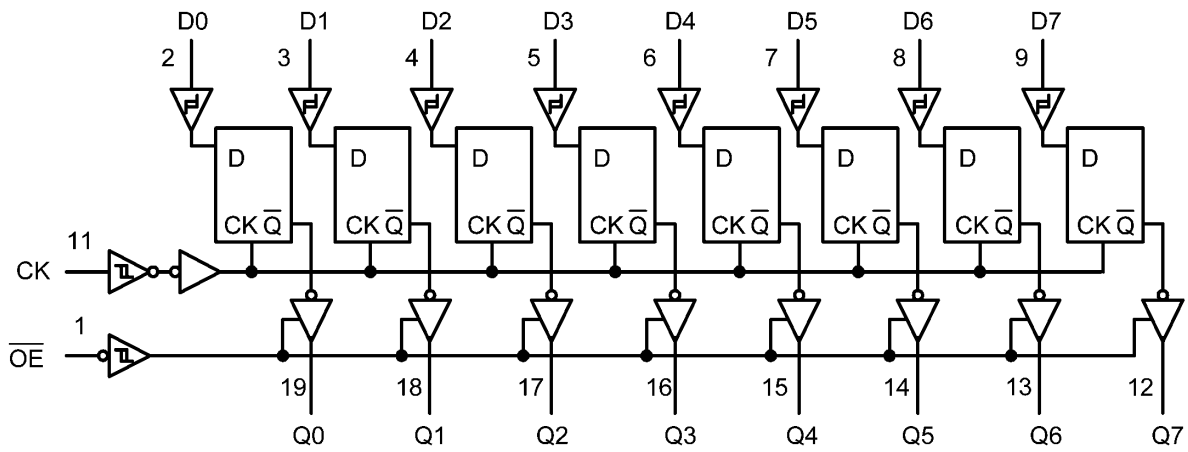 D0 D1 D2 D3 D4 D5 D6 D7
2 3 4 5 6 7 8 9
D D D D D D D D
CK Q̅ CK Q̅ CK Q̅ CK Q̅ CK Q̅ CK Q̅ CK Q̅ CK Q̅
11
CK
1
O̅E̅
19 18 17 16 15 14 13 12
Q0 Q1 Q2 Q3 Q4 Q5 Q6 Q7